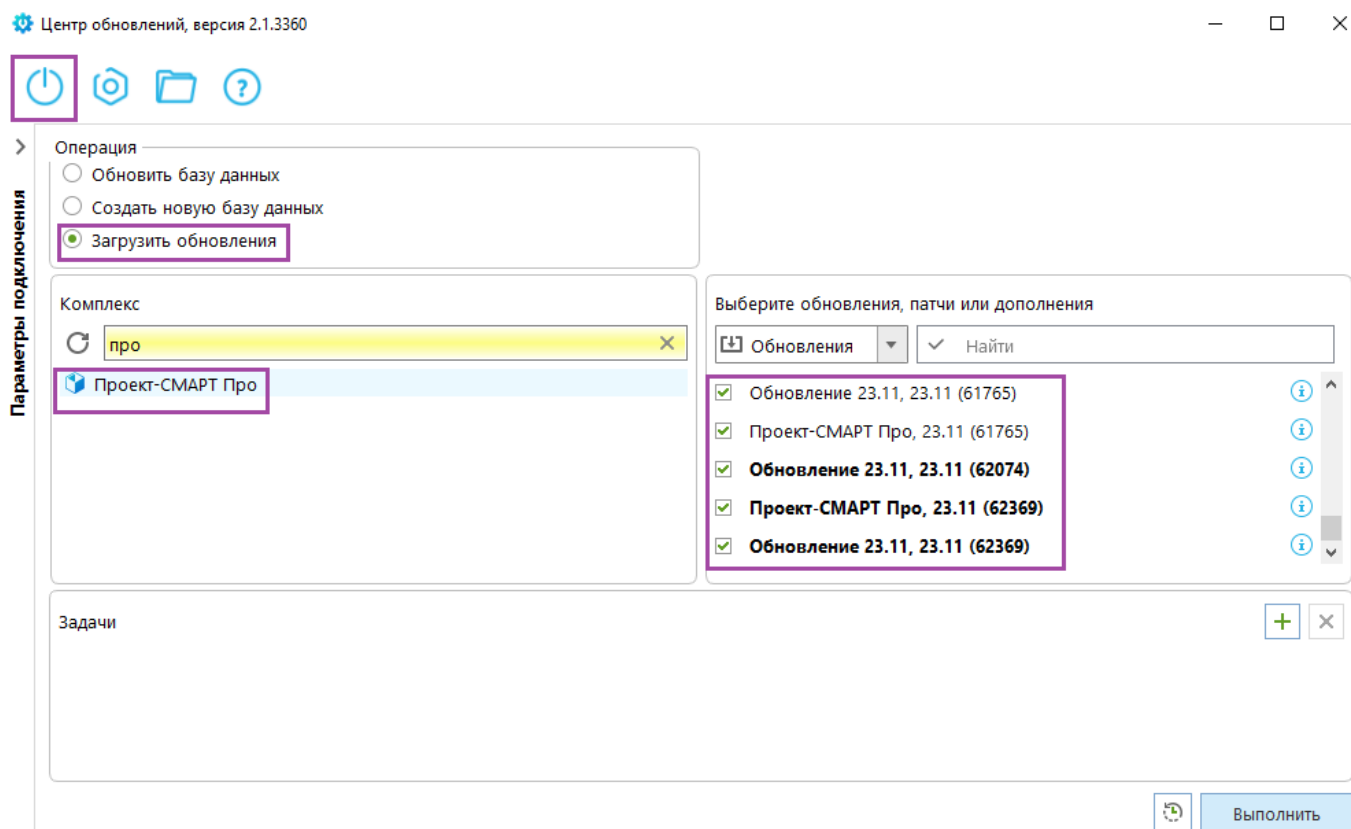 Центр обновлений, версия 2.1.3360
Параметры подключения
Операция
Обновить базу данных
Создать новую базу данных
Загрузить обновления
Комплекс
про
Проект-СМАРТ Про
Выберите обновления, патчи или дополнения
Обновления
Найти
Обновление 23.11, 23.11 (61765)
Проект-СМАРТ Про, 23.11 (61765)
Обновление 23.11, 23.11 (62074)
Проект-СМАРТ Про, 23.11 (62369)
Обновление 23.11, 23.11 (62369)
Задачи
Выполнить